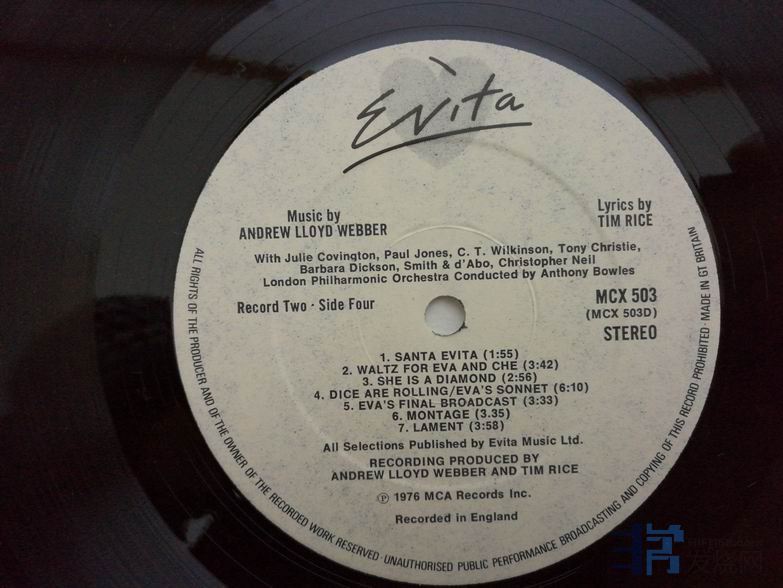 Evita
Music by
ANDREW LLOYD WEBBER
Lyrics by
TIM RICE
With Julie Covington, Paul Jones, C. T. Wilkinson, Tony Christie,
Barbara Dickson, Smith & d'Abo, Christopher Neil
London Philharmonic Orchestra Conducted by Anthony Bowles
Record Two · Side Four
MCX 503
(MCX 503D)
STEREO
1. SANTA EVITA (1:55)
2. WALTZ FOR EVA AND CHE (3:42)
3. SHE IS A DIAMOND (2:56)
4. DICE ARE ROLLING/EVA'S SONNET (6:10)
5. EVA'S FINAL BROADCAST (3:33)
6. MONTAGE (3.35)
7. LAMENT (3:58)
All Selections Published by Evita Music Ltd.
RECORDING PRODUCED BY
ANDREW LLOYD WEBBER AND TIM RICE
℗ 1976 MCA Records Inc.
Recorded in England
ALL RIGHTS OF THE PRODUCER AND OF THE OWNER OF THE RECORDED WORK RESERVED · UNAUTHORISED PUBLIC PERFORMANCE BROADCASTING AND COPYING OF THIS RECORD PROHIBITED · MADE IN GT BRITAIN
发烧网